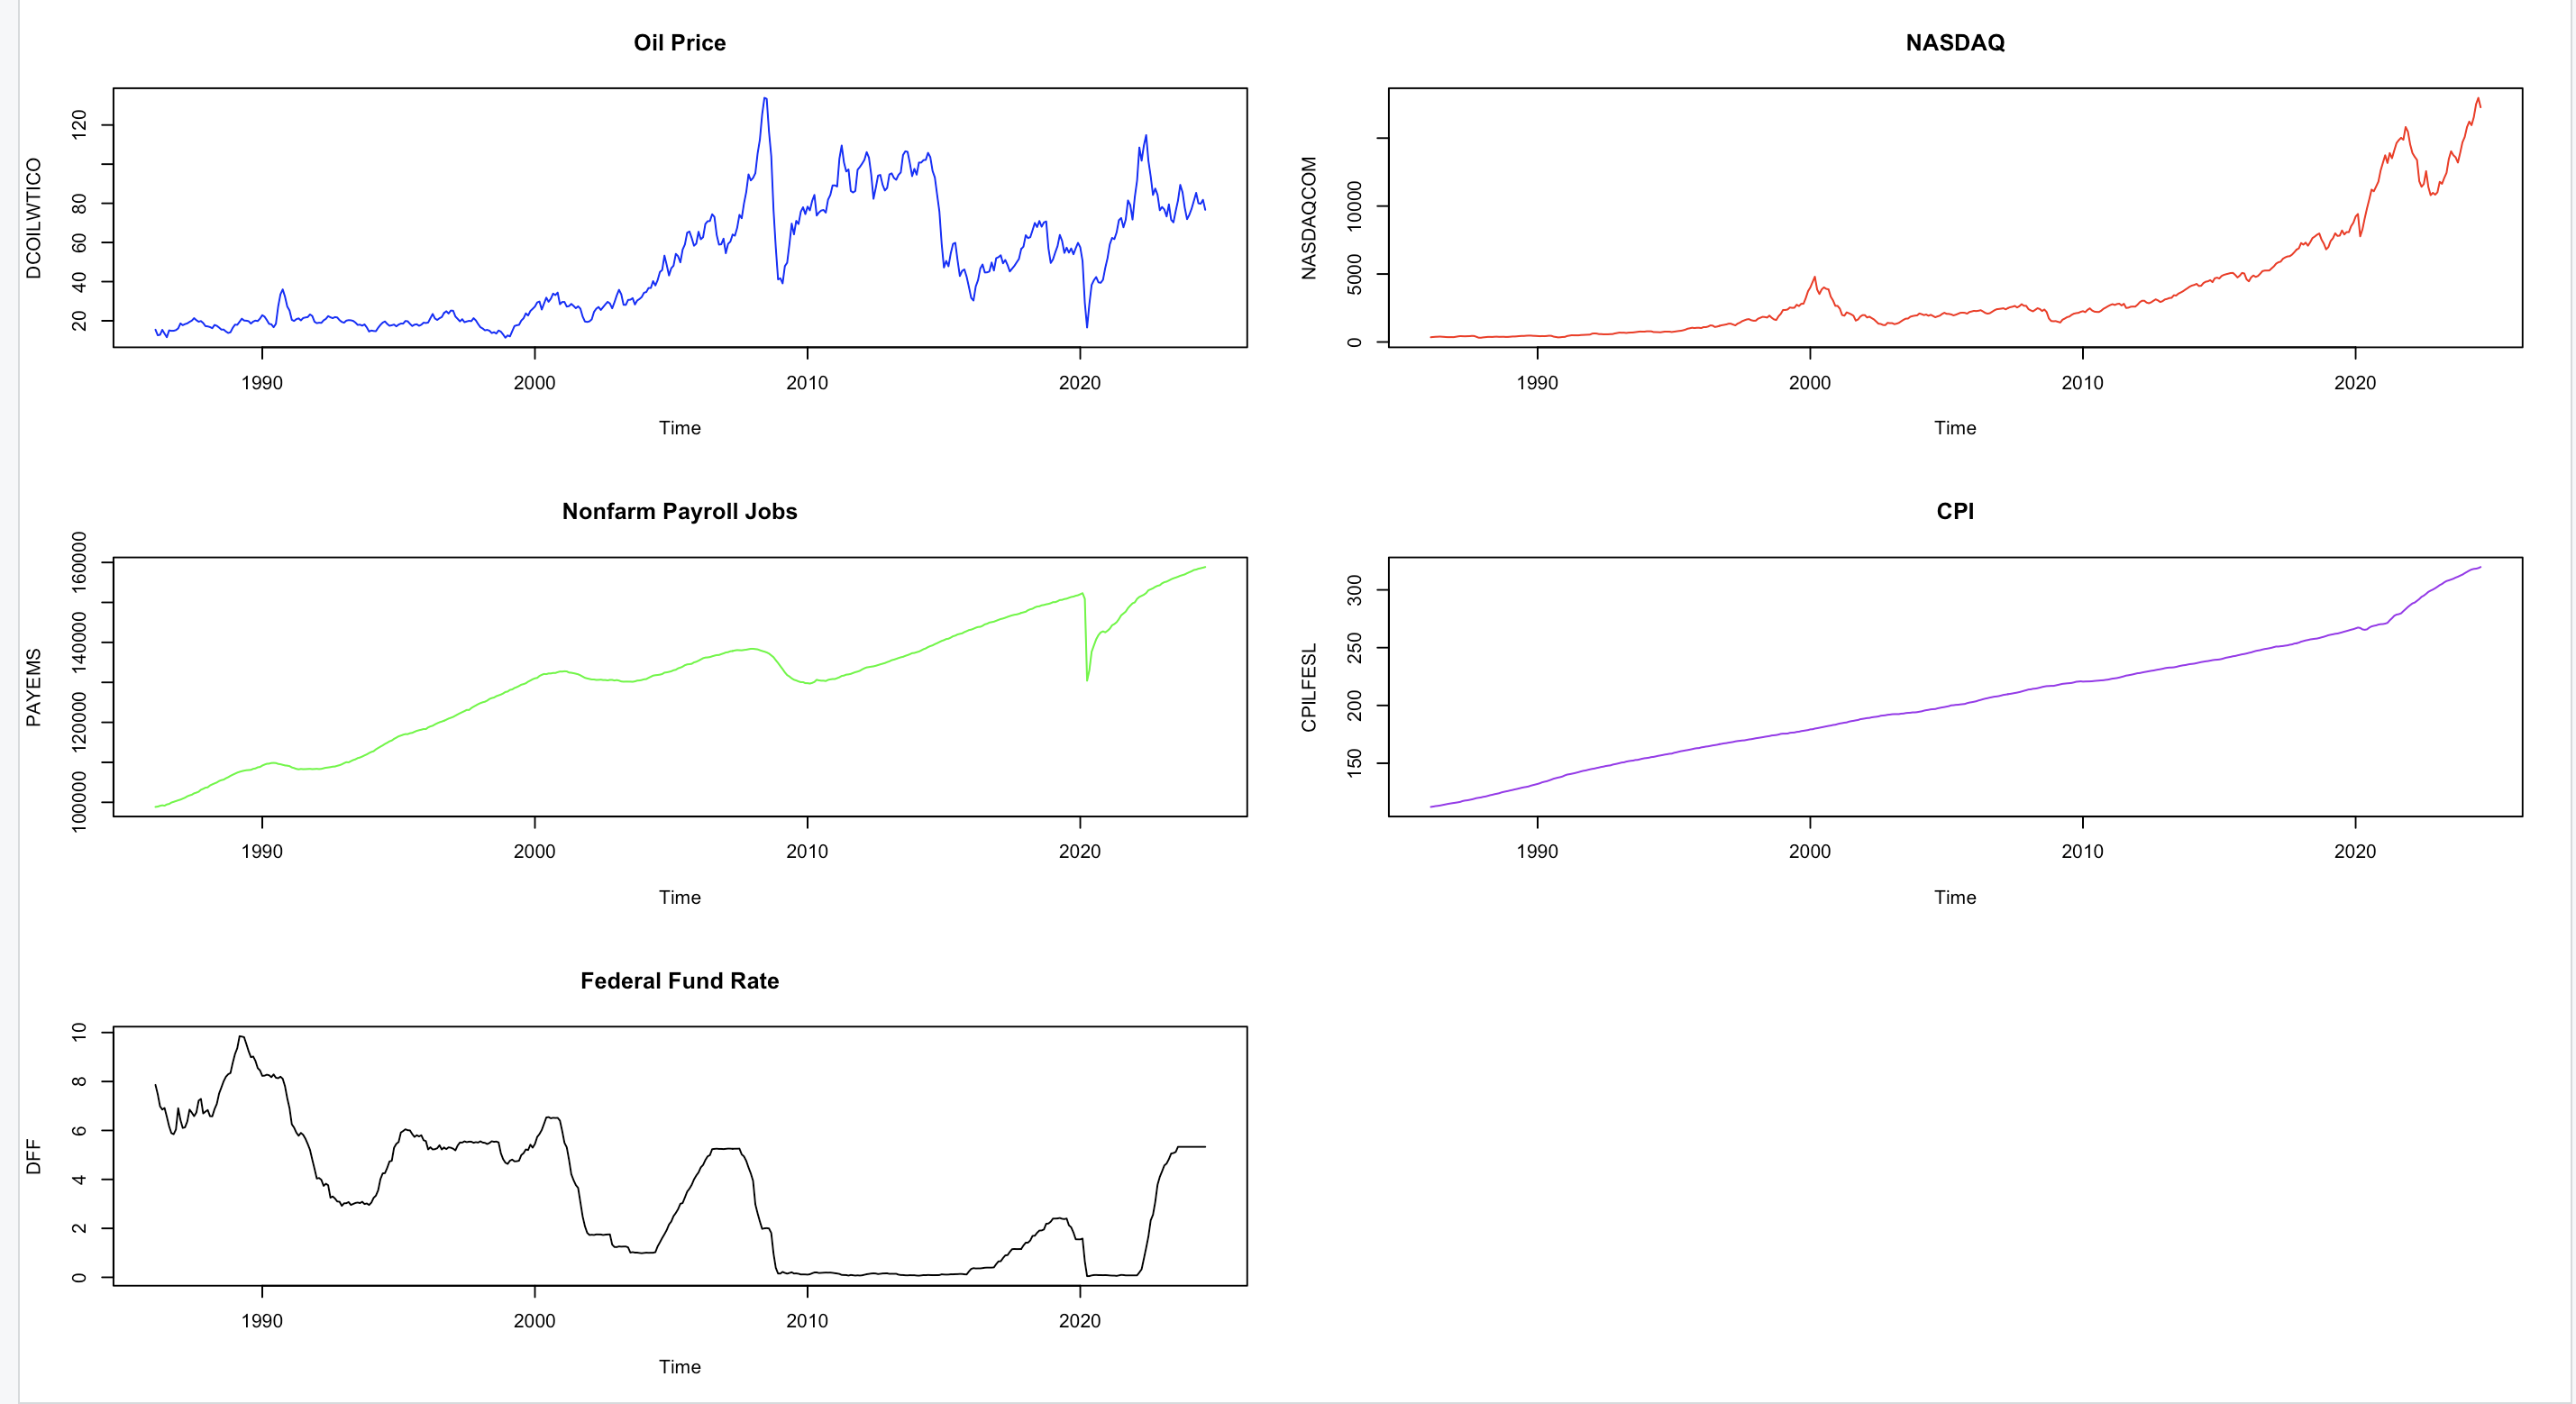 Oil Price
DCOILWTICO
120
80
60
40
20
1990 2000 2010 2020
Time
NASDAQ
NASDAQCOM
10000
5000
0
1990 2000 2010 2020
Time
Nonfarm Payroll Jobs
PAYEMS
160000
140000
120000
100000
1990 2000 2010 2020
Time
CPI
CPILFESL
300
250
200
150
1990 2000 2010 2020
Time
Federal Fund Rate
DFF
10
8
6
4
2
0
1990 2000 2010 2020
Time